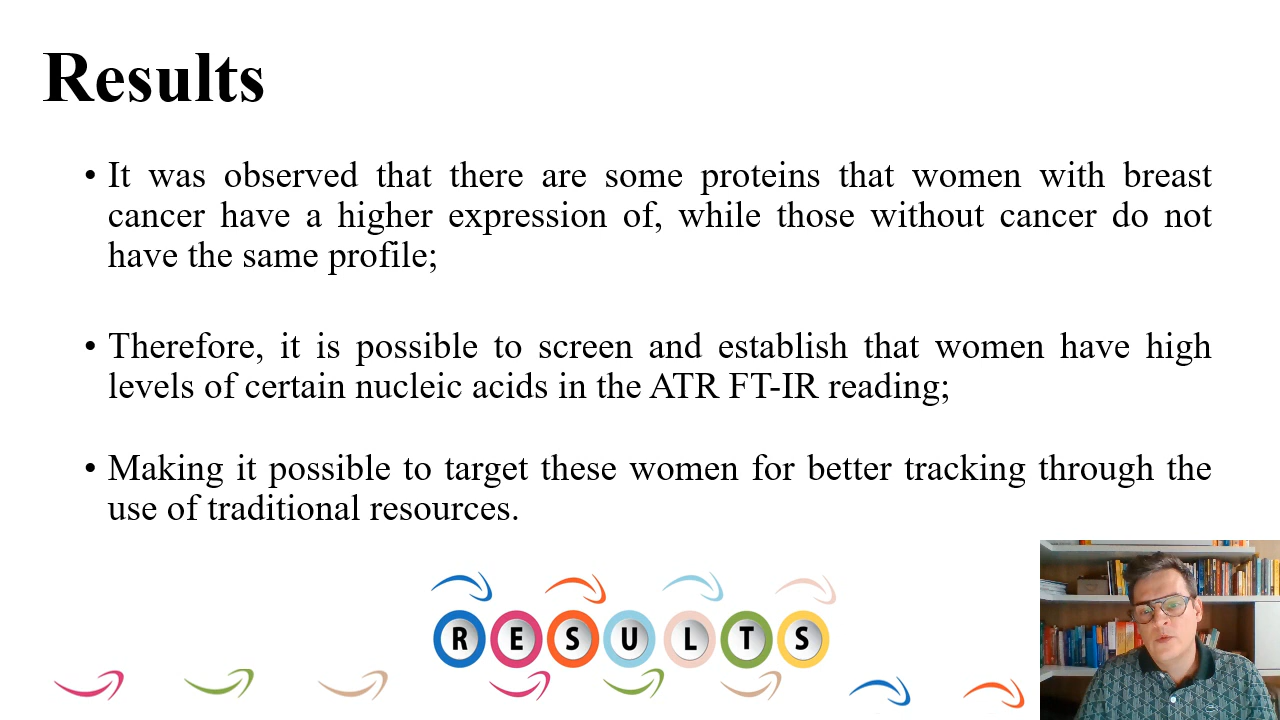 Results
• It was observed that there are some proteins that women with breast
cancer have a higher expression of, while those without cancer do not
have the same profile;
• Therefore, it is possible to screen and establish that women have high
levels of certain nucleic acids in the ATR FT-IR reading;
• Making it possible to target these women for better tracking through the
use of traditional resources.
RESULTS